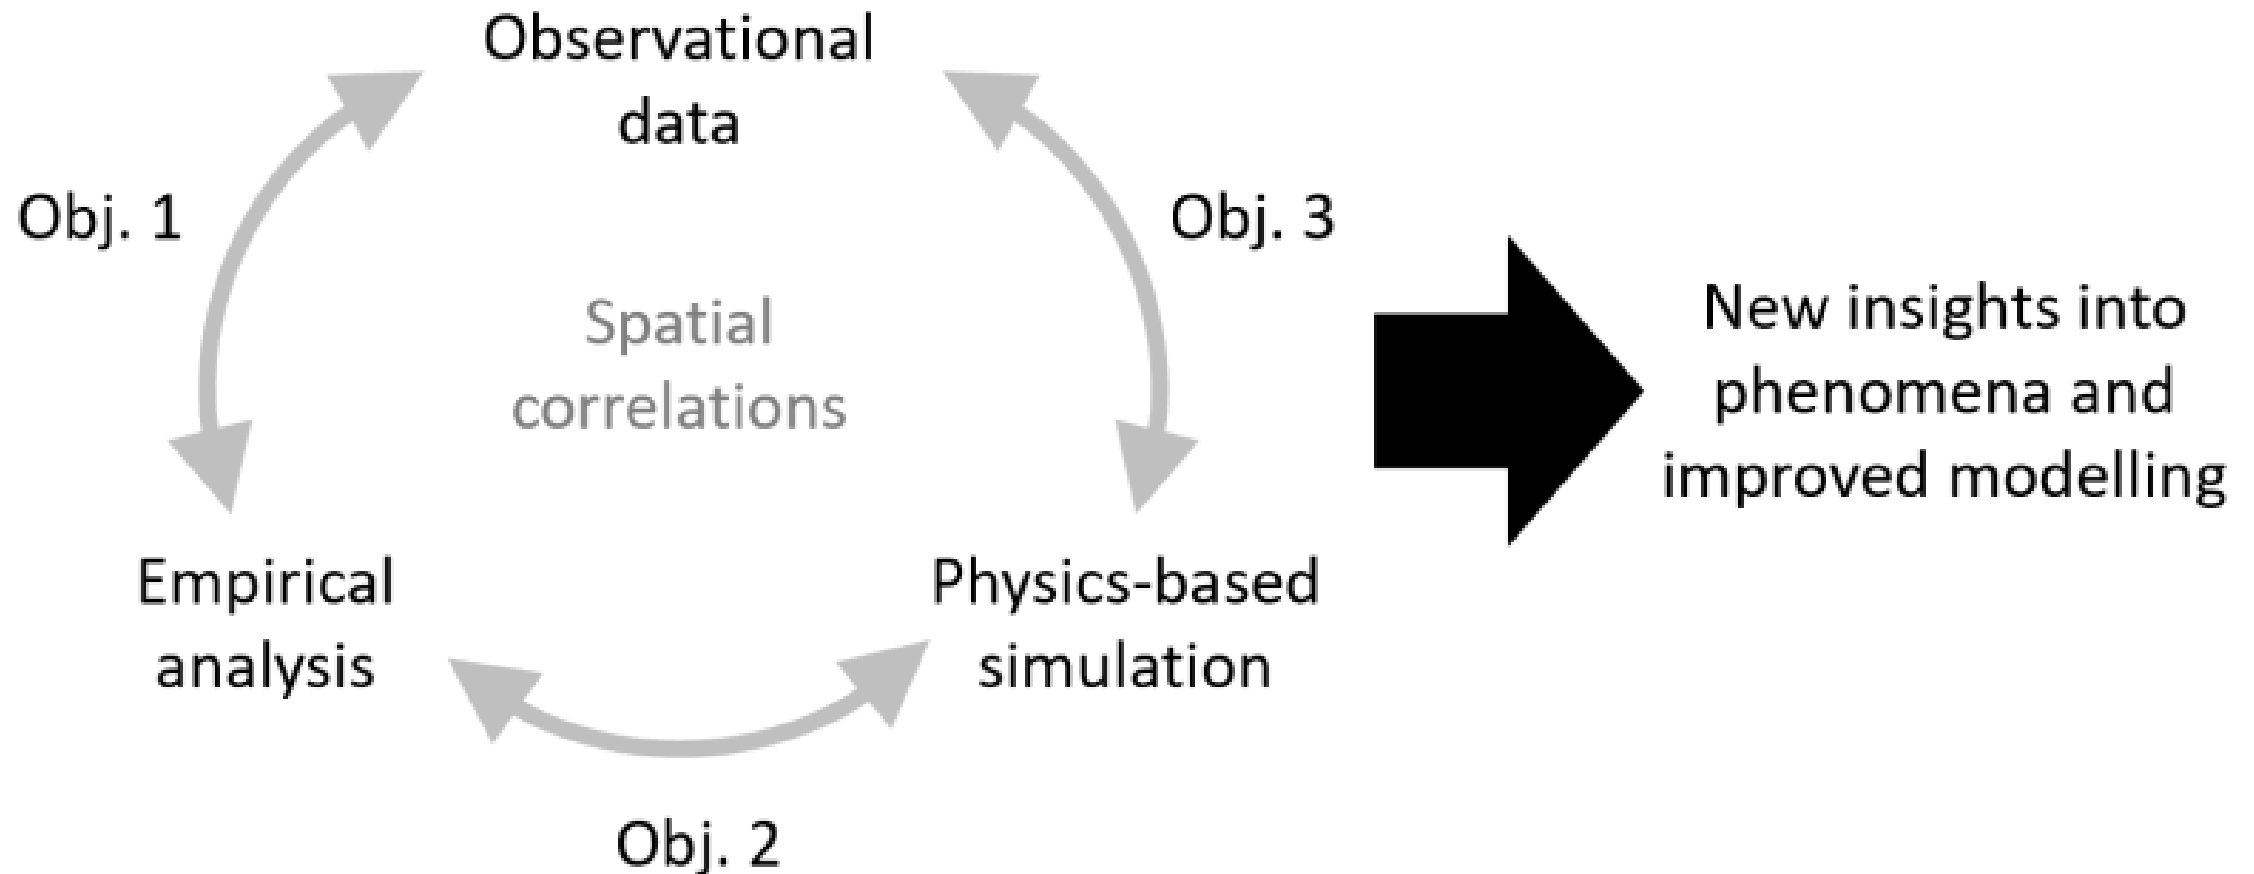 Observational
data
Obj. 1
Obj. 3
Spatial
correlations
New insights into
phenomena and
improved modelling
Empirical
analysis
Physics-based
simulation
Obj. 2